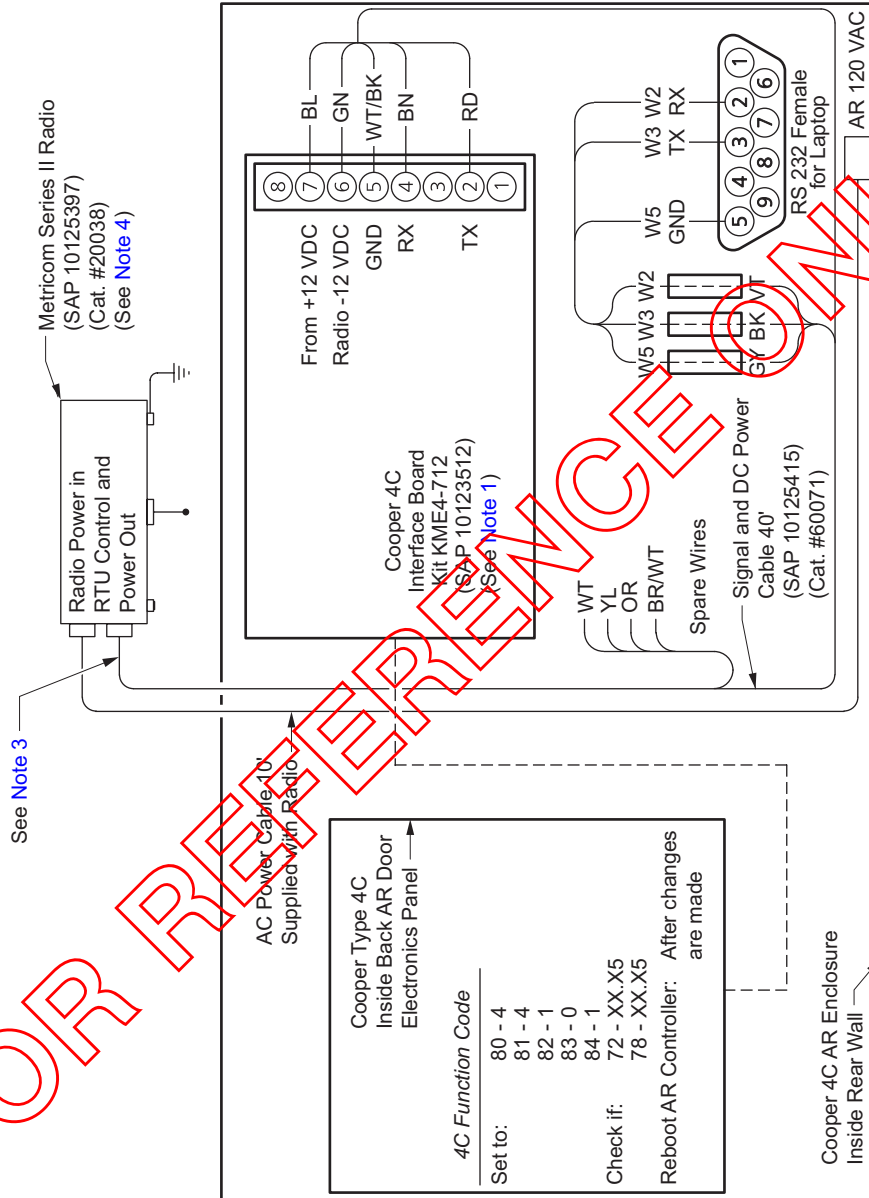 See Note 3
Metricom Series II Radio
(SAP 10125397)
(Cat. #20038)
(See Note 4)
Radio Power in
RTU Control and
Power Out
AC Power Cable 10'
Supplied with Radio
Cooper 4C
Interface Board
Kit KME4-712
(SAP 10123512)
(See Note 1)
From +12 VDC
Radio -12 VDC
GND
RX
TX
8
7
6
5
4
3
2
1
BL
GN
WT/BK
BN
RD
Cooper Type 4C
Inside Back AR Door
Electronics Panel
4C Function Code
Set to: 80 - 4
81 - 4
82 - 1
83 - 0
84 - 1
Check if: 72 - XX.X5
78 - XX.X5
Reboot AR Controller: After changes
are made
WT
YL
OR
BR/WT
Spare Wires
Signal and DC Power
Cable 40'
(SAP 10125415)
(Cat. #60071)
W5 W3 W2
GY BK VT
W5 W3 W2
GND TX RX
5 4 3 2 1
9 8 7 6
RS 232 Female
for Laptop
AR 120 VAC
Cooper 4C AR Enclosure
Inside Rear Wall
OR REFERENCE ON